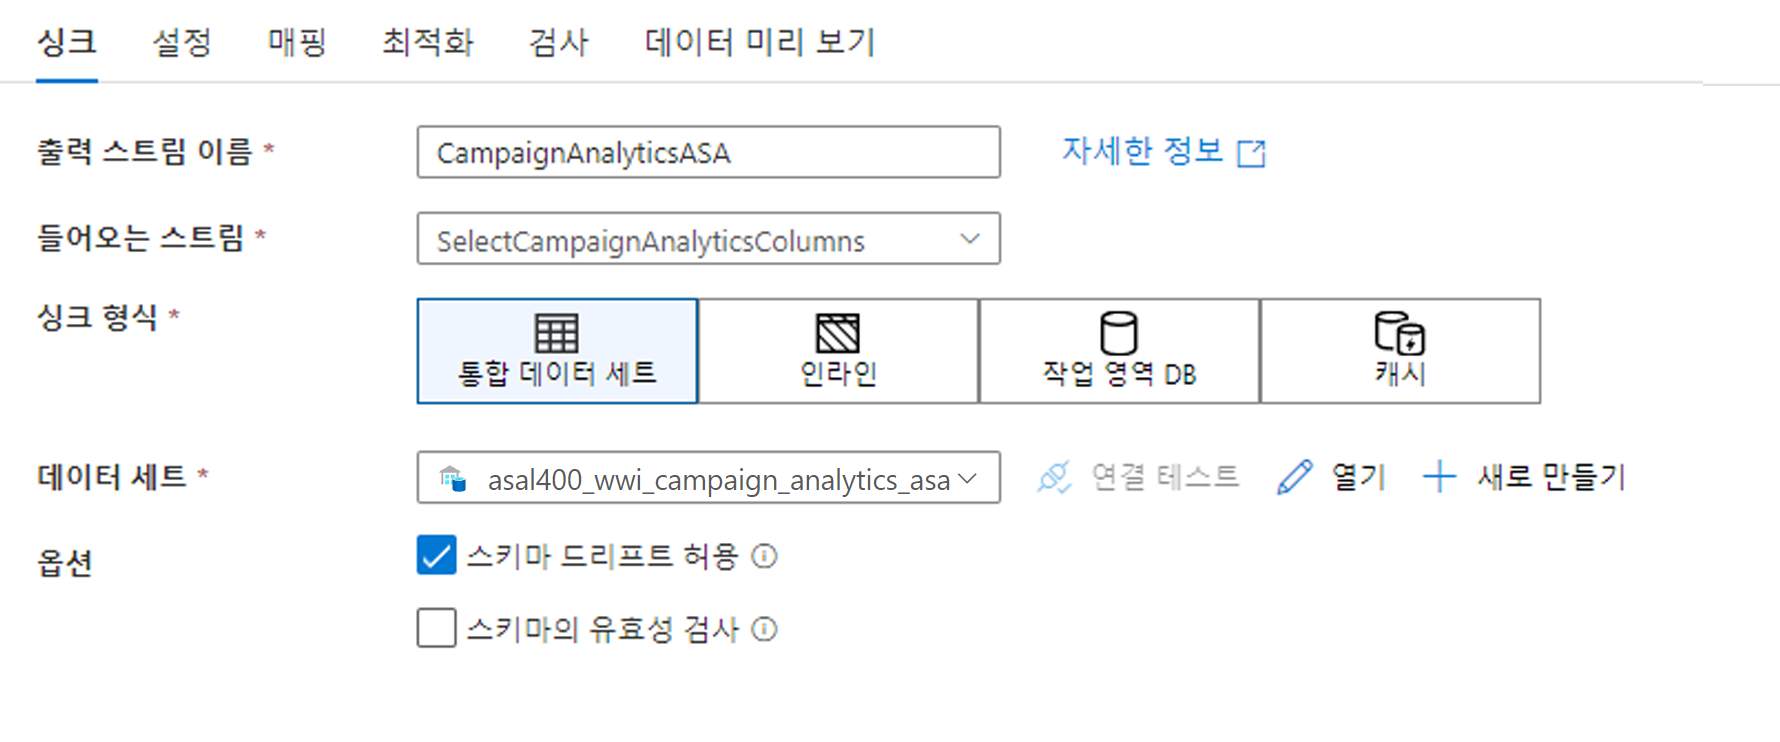 싱크 설정 매핑 최적화 검사 데이터 미리 보기
출력 스트림 이름 * CampaignAnalyticsASA 자세한 정보
들어오는 스트림 * SelectCampaignAnalyticsColumns
싱크 형식 * 통합 데이터 세트 인라인 작업 영역 DB 캐시
데이터 세트 * asal400_wwi_campaign_analytics_asa 연결 테스트 열기 새로 만들기
옵션 스키마 드리프트 허용
스키마의 유효성 검사